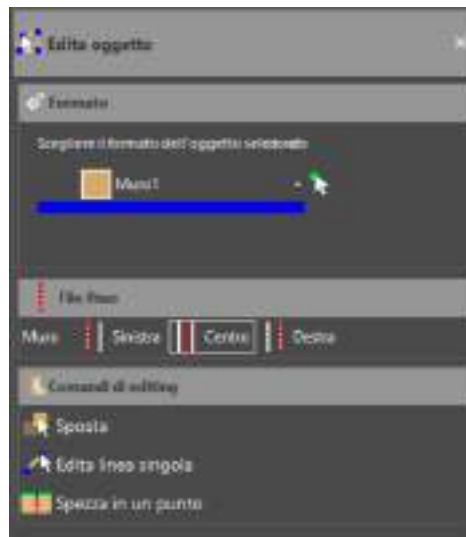 Edita oggetto
Formato
Scegliere il formato dell'oggetto selezionato
Muro1
Filo fisso
Muro Sinistra Centro Destra
Comandi di editing
Sposta
Edita linea singola
Spezza in un punto